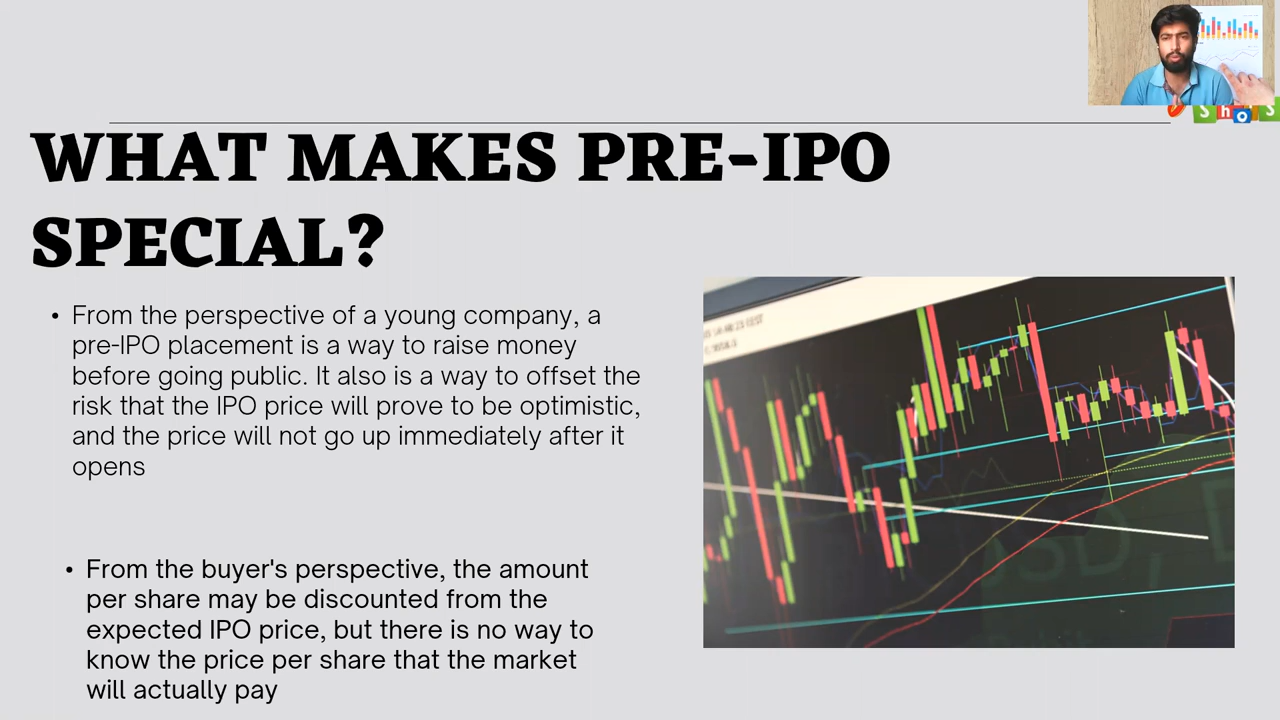 Shots
WHAT MAKES PRE-IPO
SPECIAL?
• From the perspective of a young company, a
pre-IPO placement is a way to raise money
before going public. It also is a way to offset the
risk that the IPO price will prove to be optimistic,
and the price will not go up immediately after it
opens
• From the buyer's perspective, the amount
per share may be discounted from the
expected IPO price, but there is no way to
know the price per share that the market
will actually pay